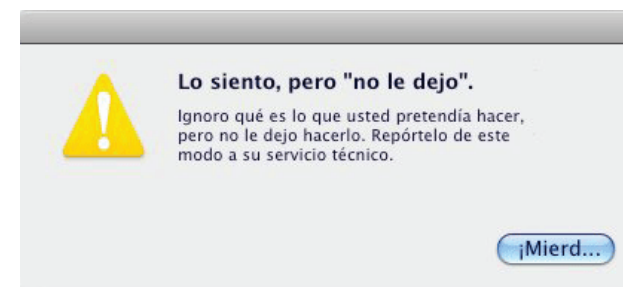 Lo siento, pero "no le dejo".
Ignoro qué es lo que usted pretendía hacer,
pero no le dejo hacerlo. Repórtelo de este
modo a su servicio técnico.
¡Mierd...